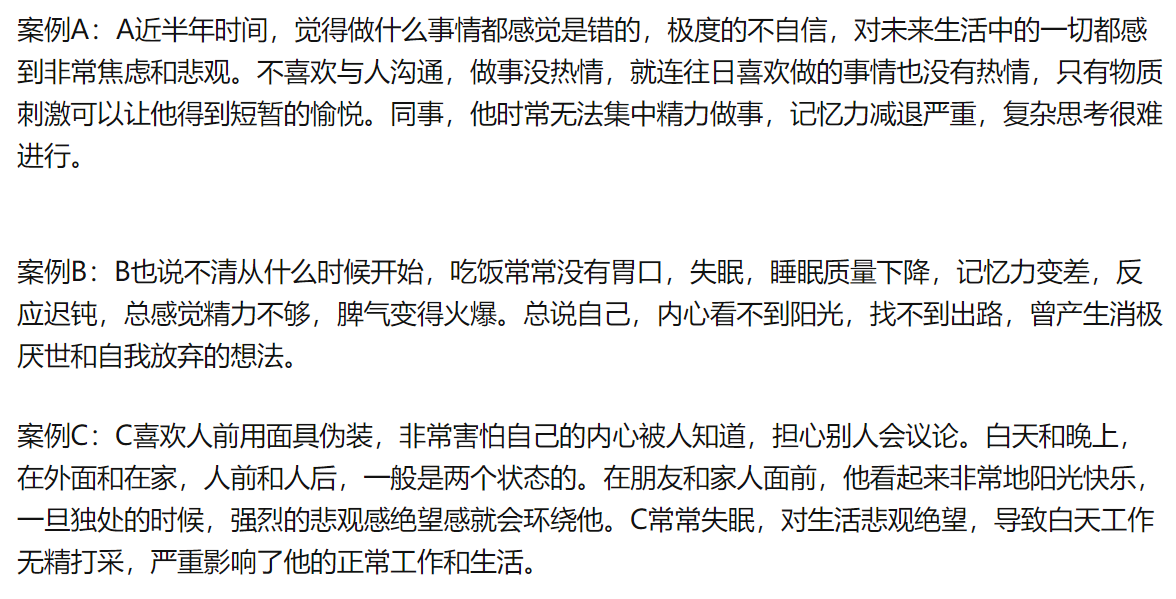 案例A：A近半年时间，觉得做什么事情都感觉是错的，极度的不自信，对未来生活中的一切都感
到非常焦虑和悲观。不喜欢与人沟通，做事没热情，就连往日喜欢做的事情也没有热情，只有物质
刺激可以让他得到短暂的愉悦。同事，他时常无法集中精力做事，记忆力减退严重，复杂思考很难
进行。
案例B：B也说不清从什么时候开始，吃饭常常没有胃口，失眠，睡眠质量下降，记忆力变差，反
应迟钝，总感觉精力不够，脾气变得火爆。总说自己，内心看不到阳光，找不到出路，曾产生消极
厌世和自我放弃的想法。
案例C：C喜欢人前用面具伪装，非常害怕自己的内心被人知道，担心别人会议论。白天和晚上，
在外面和在家，人前和人后，一般是两个状态的。在朋友和家人面前，他看起来非常地阳光快乐，
一旦独处的时候，强烈的悲观感绝望感就会环绕他。C常常失眠，对生活悲观绝望，导致白天工作
无精打采，严重影响了他的正常工作和生活。